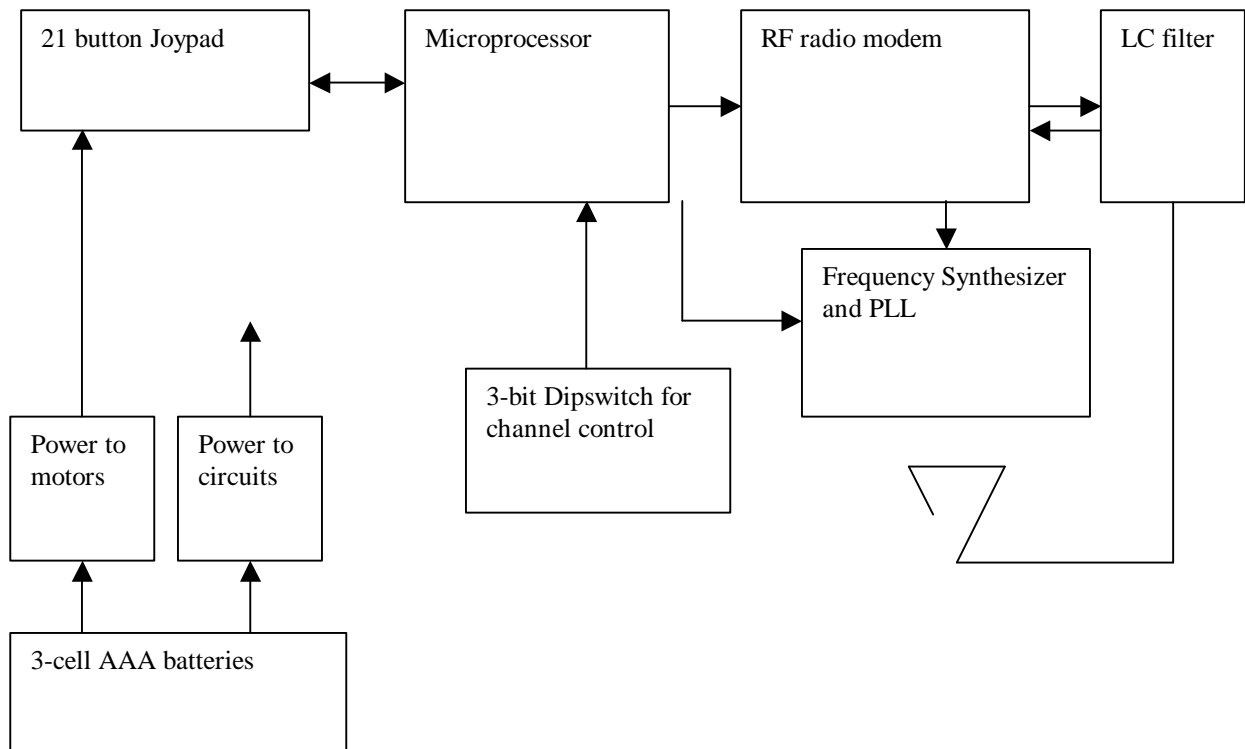 21 button Joypad
Microprocessor
RF radio modem
LC filter
Frequency Synthesizer
and PLL
3-bit Dipswitch for
channel control
Power to
motors
Power to
circuits
3-cell AAA batteries